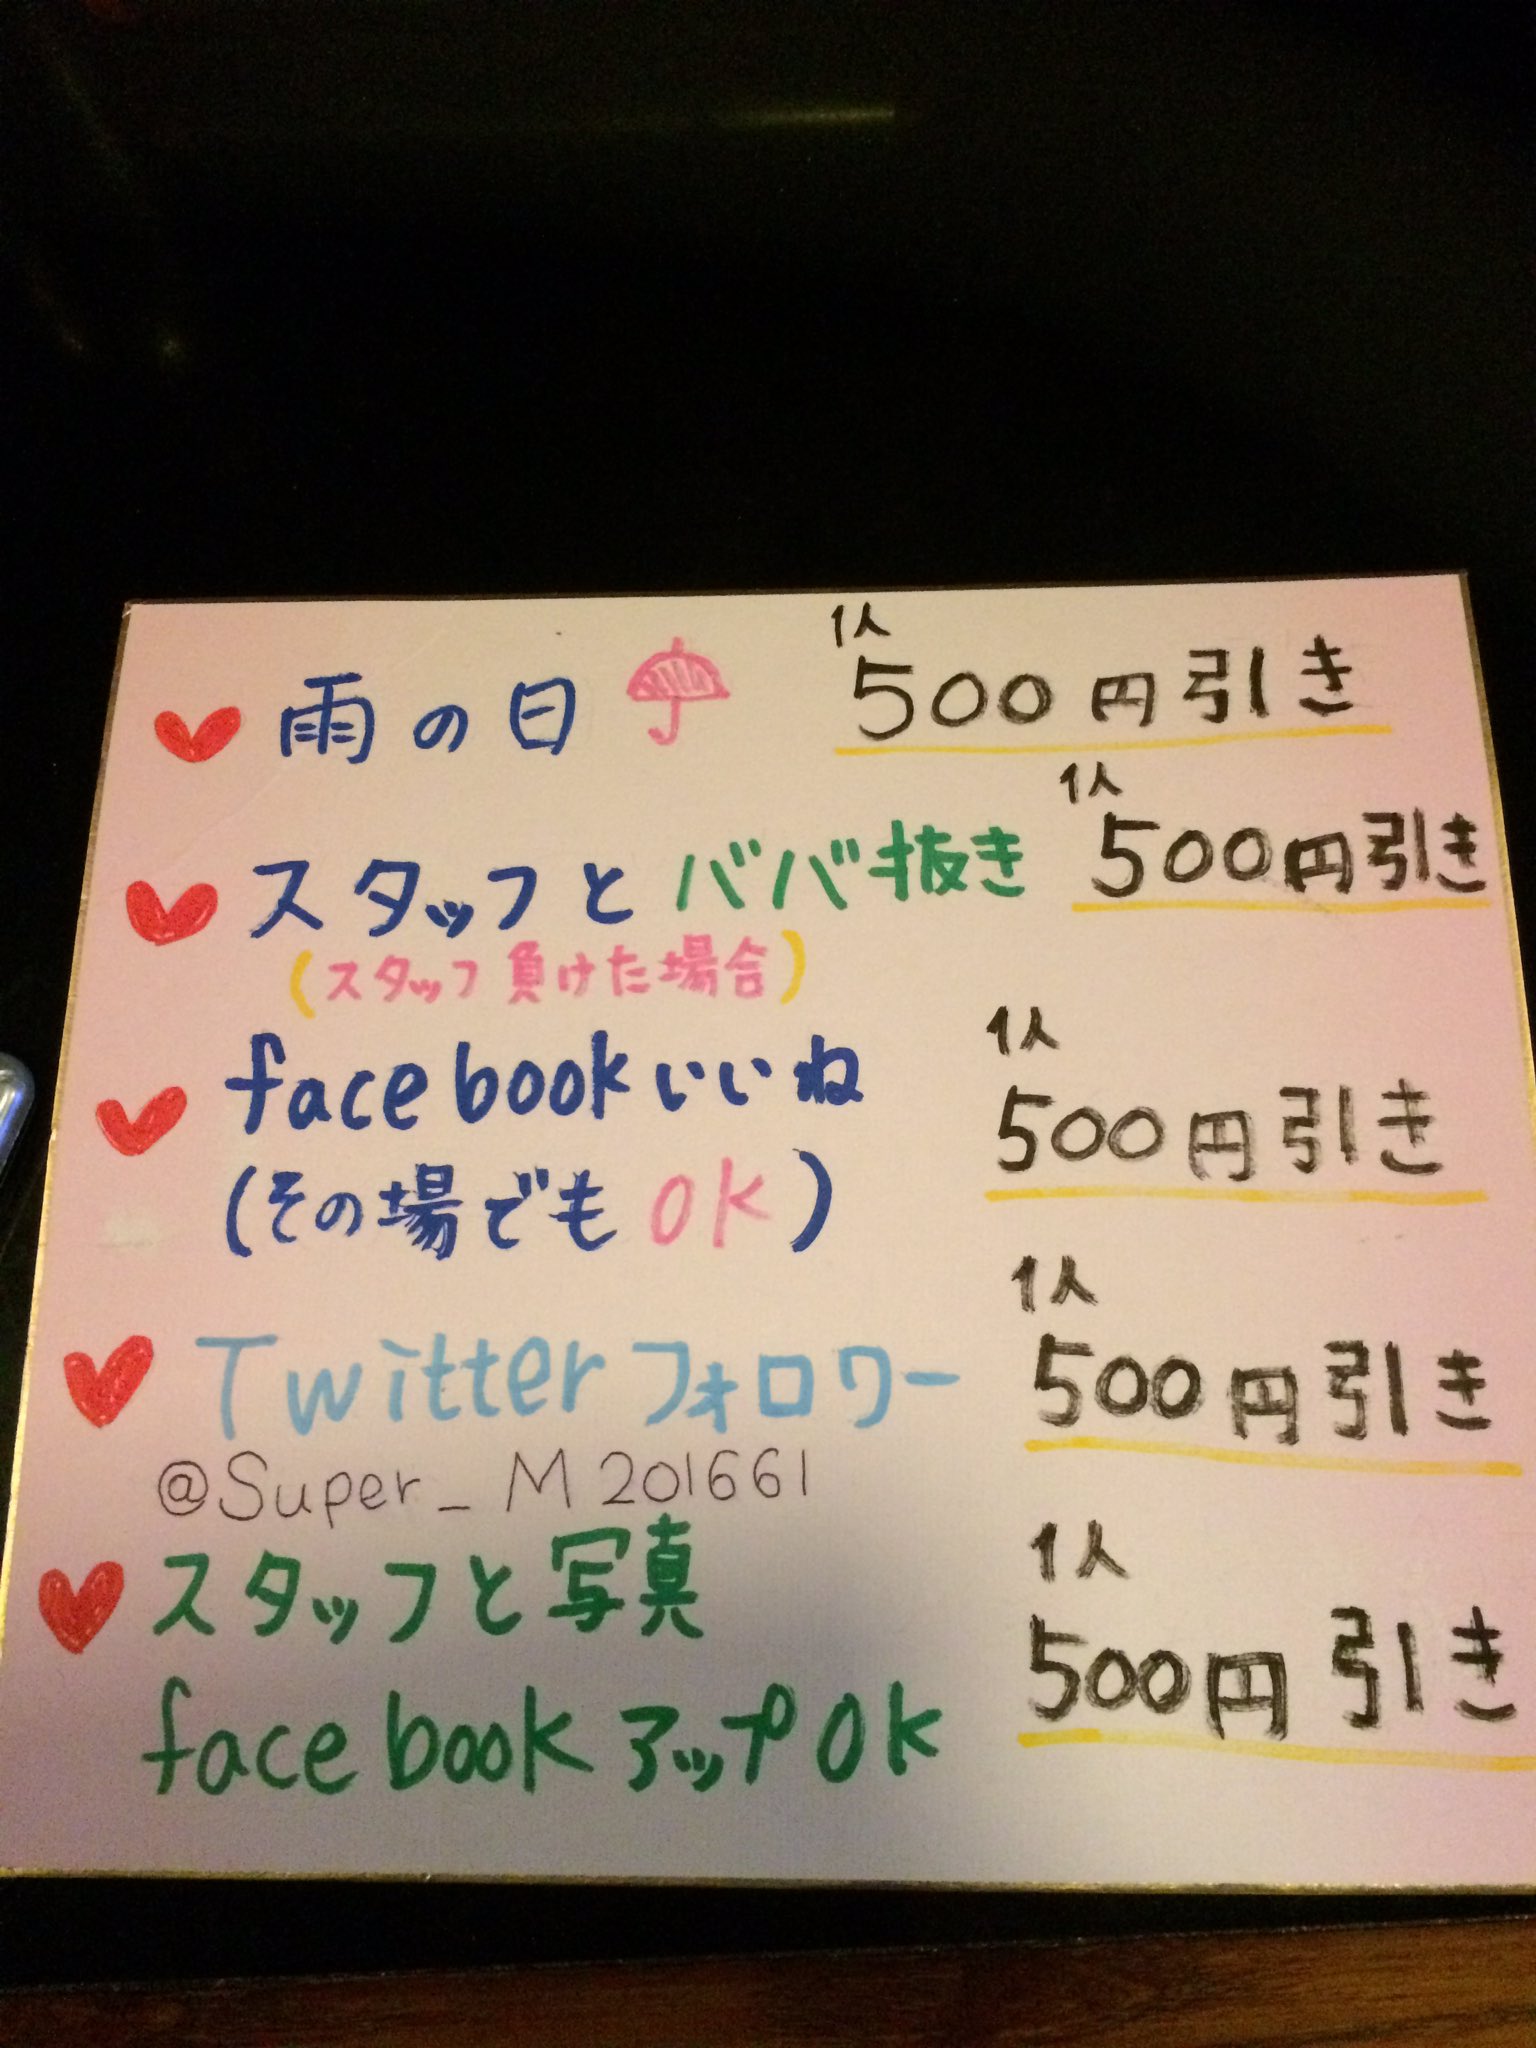 雨の日 1人 500円引き
スタッフとババ抜き 1人 500円引き
(スタッフ負けた場合)
facebookいいね 1人
(その場でもOK) 500円引き
Twitterフォロワー 1人 500円引き
@Super_M201661
スタッフと写真 1人
facebookアップOK 500円引き